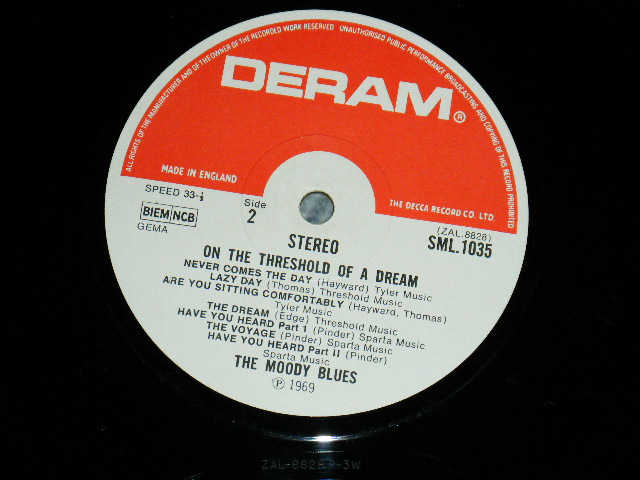 ALL RIGHTS OF THE MANUFACTURER AND OF THE OWNER OF THE RECORDED WORK RESERVED UNAUTHORISED PUBLIC PERFORMANCE BROADCASTING AND COPYING OF THIS RECORD PROHIBITED
DERAM®
MADE IN ENGLAND
THE DECCA RECORD CO. LTD.
SPEED 33-⅓
Side
2
BIEM NCB
GEMA
(ZAL.8828)
STEREO
SML.1035
ON THE THRESHOLD OF A DREAM
NEVER COMES THE DAY (Hayward) Tyler Music
LAZY DAY (Thomas) Threshold Music
ARE YOU SITTING COMFORTABLY (Hayward, Thomas)
Tyler Music
THE DREAM (Edge) Threshold Music
HAVE YOU HEARD Part 1 (Pinder) Sparta Music
THE VOYAGE (Pinder) Sparta Music
HAVE YOU HEARD Part II (Pinder)
Sparta Music
THE MOODY BLUES
Ⓟ 1969